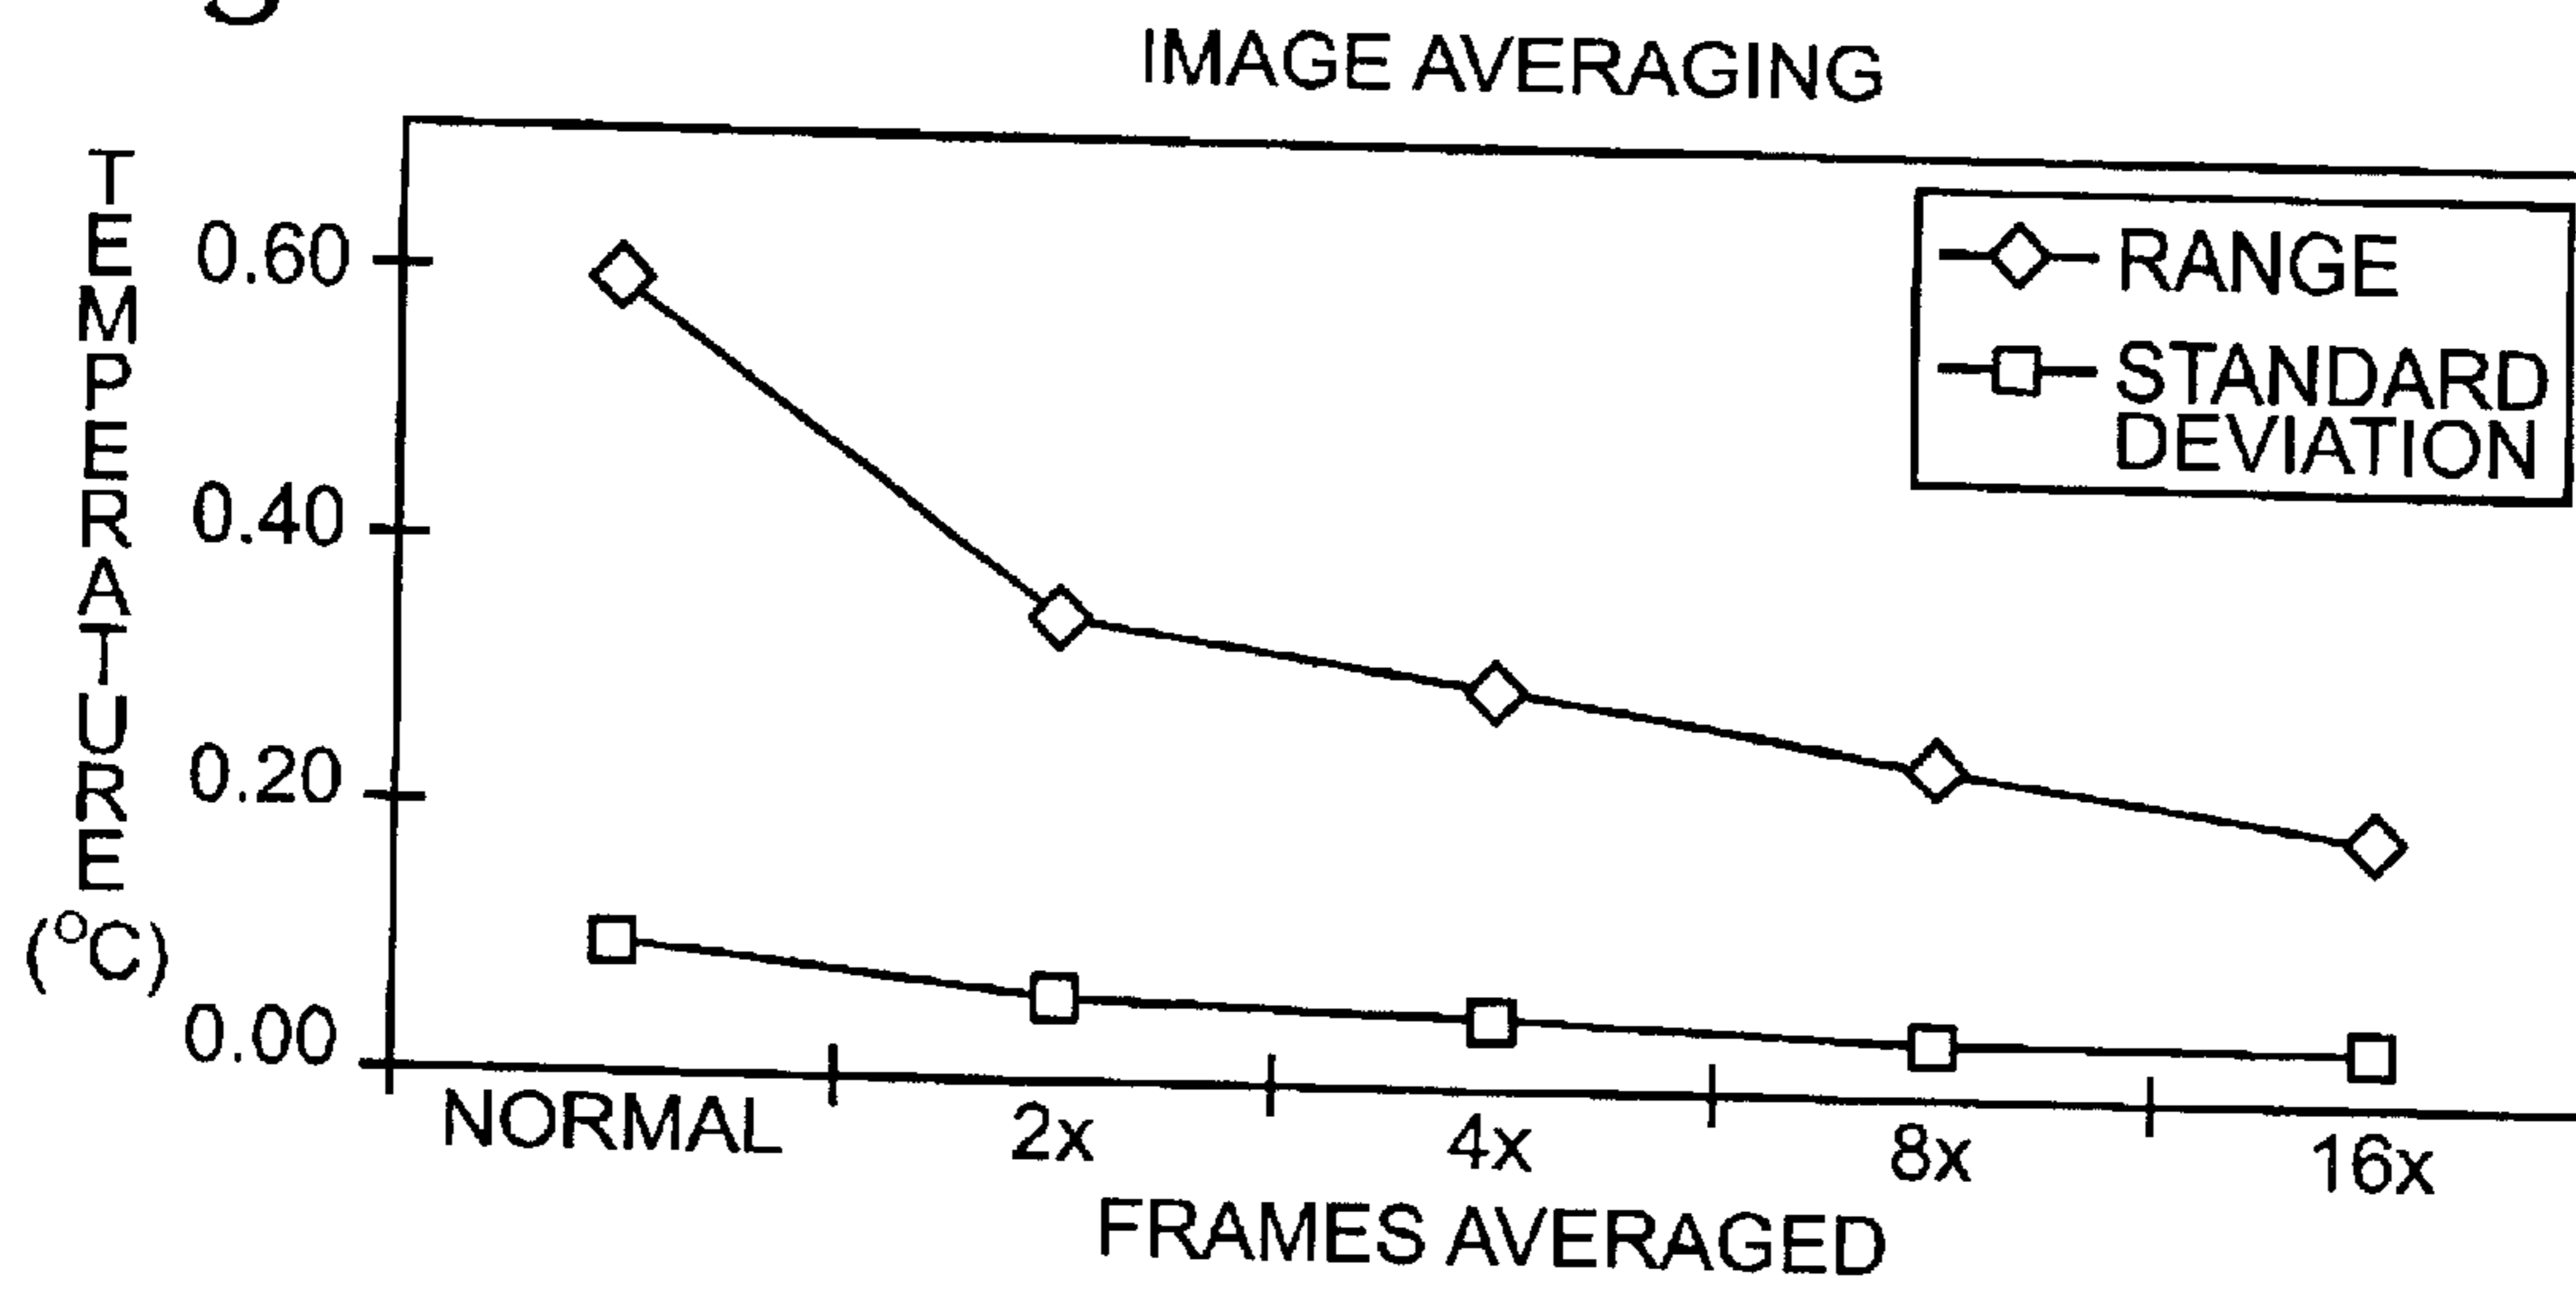 IMAGE AVERAGING
TEMPERATURE
(°C)
0.60
0.40
0.20
0.00
RANGE
STANDARD
DEVIATION
NORMAL 2x 4x 8x 16x
FRAMES AVERAGED